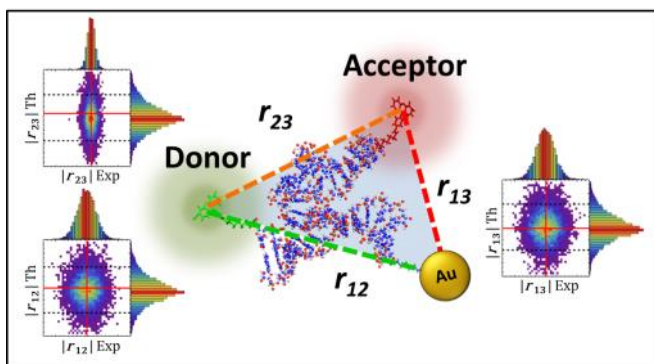 |r23| Th
|r23| Exp
|r12| Th
|r12| Exp
Acceptor
r23
Donor
r13
r12
Au
|r13| Th
|r13| Exp